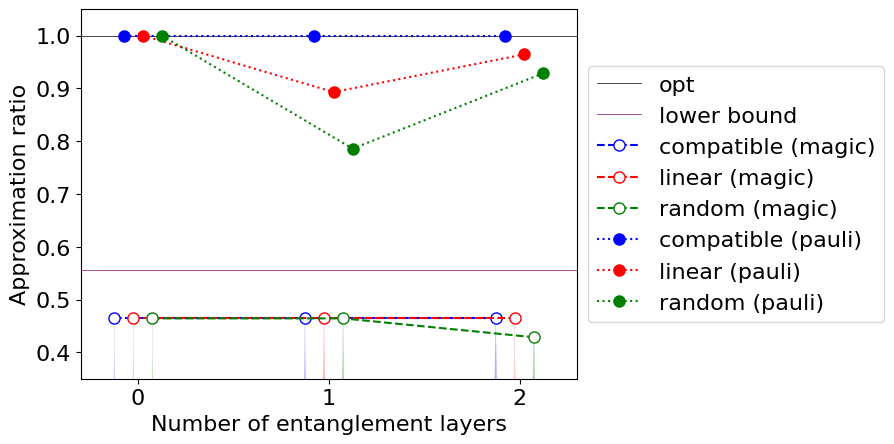 1.0
0.9
0.8
0.7
0.6
0.5
0.4
Approximation ratio
0
1
2
Number of entanglement layers
opt
lower bound
compatible (magic)
linear (magic)
random (magic)
compatible (pauli)
linear (pauli)
random (pauli)